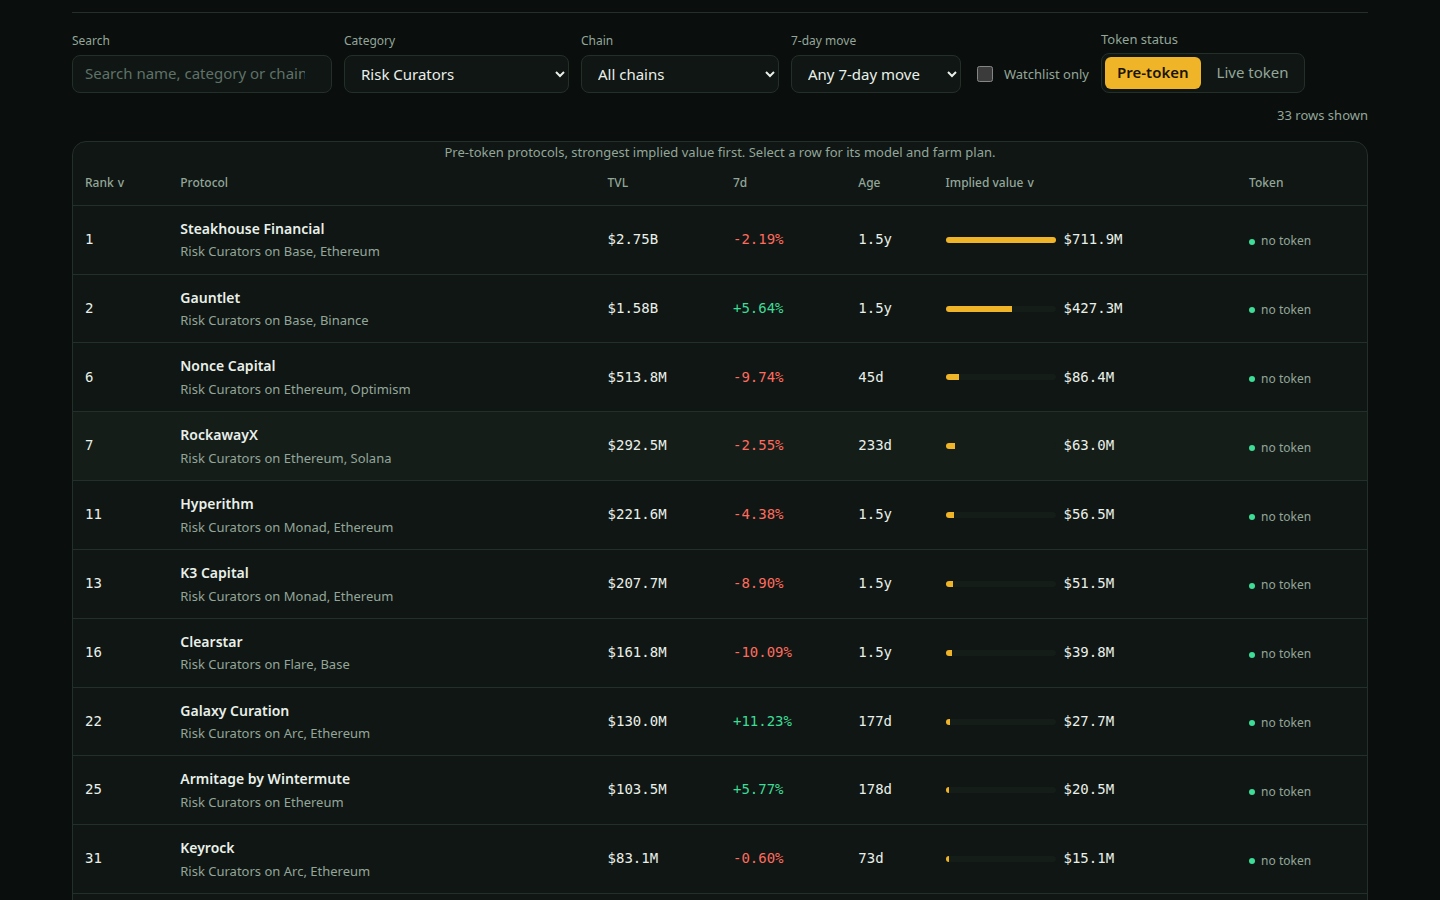 Search Category Chain 7-day move Token status
Search name, category or chain Risk Curators All chains Any 7-day move Watchlist only Pre-token Live token
33 rows shown
Pre-token protocols, strongest implied value first. Select a row for its model and farm plan.
Rank v Protocol TVL 7d Age Implied value v Token
Steakhouse Financial
1 $2.75B -2.19% 1.5y $711.9M no token
Risk Curators on Base, Ethereum
Gauntlet
2 $1.58B +5.64% 1.5y $427.3M no token
Risk Curators on Base, Binance
Nonce Capital
6 $513.8M -9.74% 45d $86.4M no token
Risk Curators on Ethereum, Optimism
RockawayX
7 $292.5M -2.55% 233d $63.0M no token
Risk Curators on Ethereum, Solana
Hyperithm
11 $221.6M -4.38% 1.5y $56.5M no token
Risk Curators on Monad, Ethereum
K3 Capital
13 $207.7M -8.90% 1.5y $51.5M no token
Risk Curators on Monad, Ethereum
Clearstar
16 $161.8M -10.09% 1.5y $39.8M no token
Risk Curators on Flare, Base
Galaxy Curation
22 $130.0M +11.23% 177d $27.7M no token
Risk Curators on Arc, Ethereum
Armitage by Wintermute
25 $103.5M +5.77% 178d $20.5M no token
Risk Curators on Ethereum
Keyrock
31 $83.1M -0.60% 73d $15.1M no token
Risk Curators on Arc, Ethereum